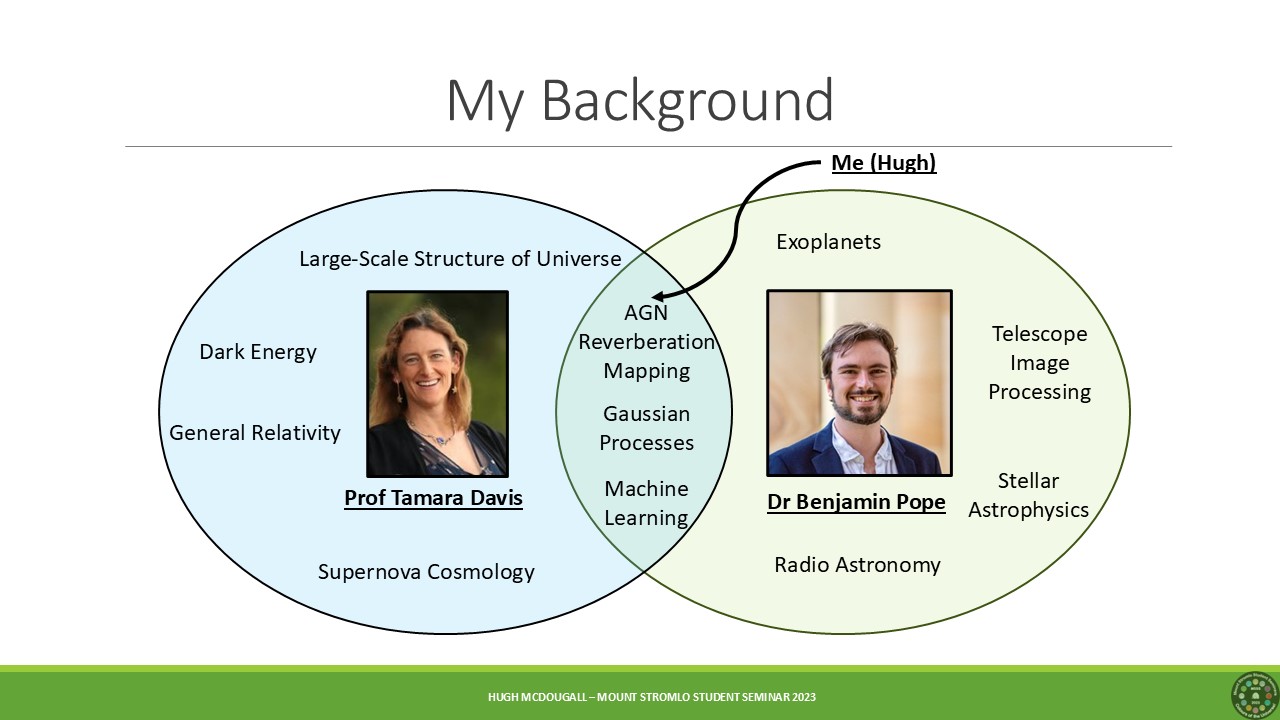 My Background
Me (Hugh)
Large-Scale Structure of Universe
Dark Energy
General Relativity
Prof Tamara Davis
Supernova Cosmology
AGN
Reverberation
Mapping
Gaussian
Processes
Machine
Learning
Exoplanets
Telescope
Image
Processing
Dr Benjamin Pope
Stellar
Astrophysics
Radio Astronomy
HUGH MCDOUGALL – MOUNT STROMLO STUDENT SEMINAR 2023